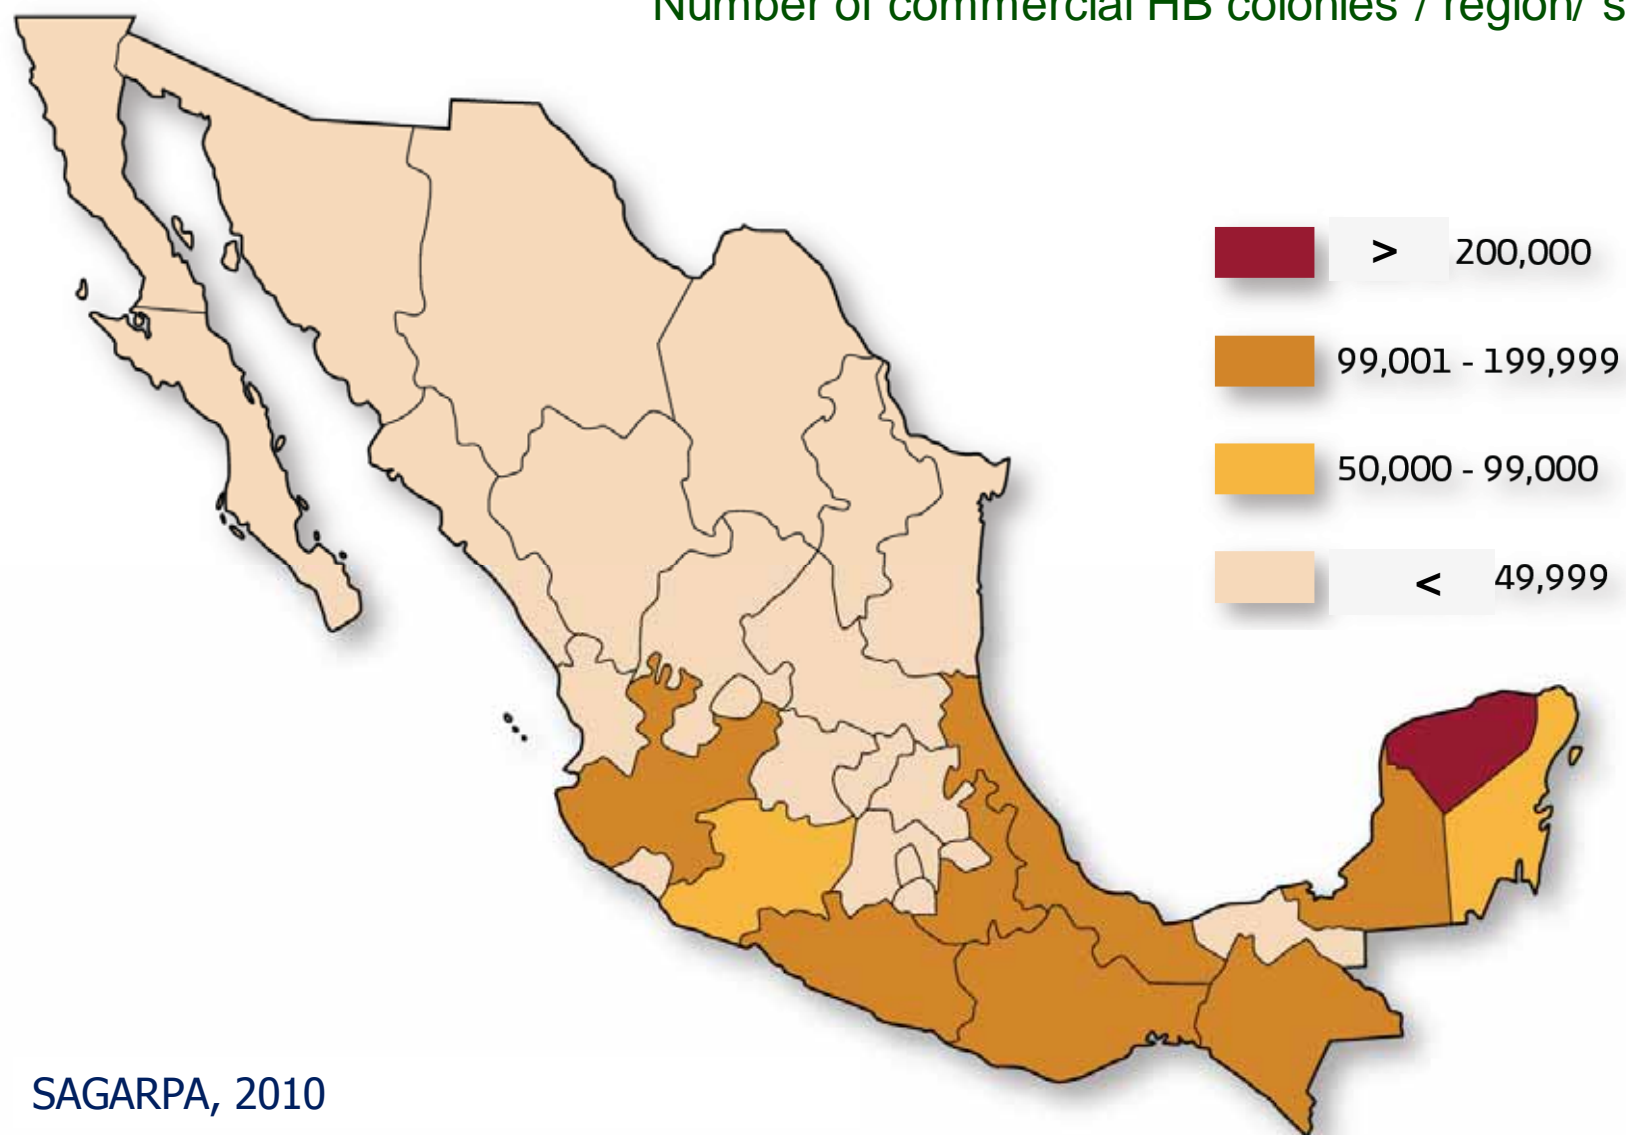 Number of commercial HB colonies / region/ s
> 200,000
99,001 - 199,999
50,000 - 99,000
< 49,999
SAGARPA, 2010